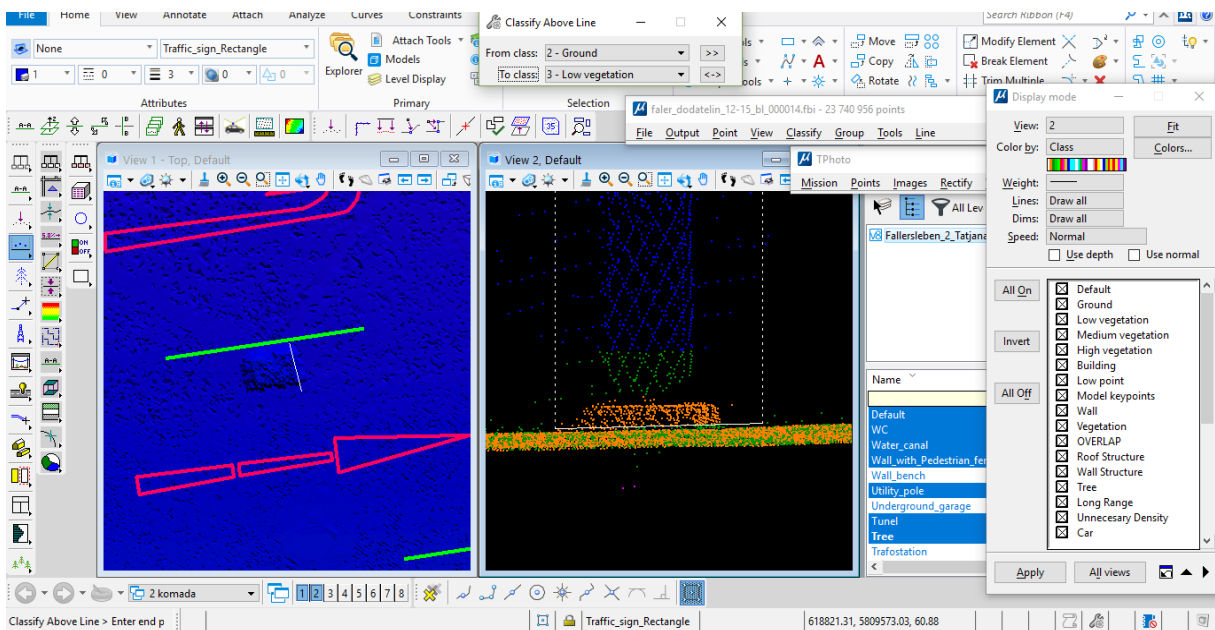 File Home View Annotate Attach Analyze Curves Constraints
Search Ribbon (F4)
Classify Above Line
From class: 2 - Ground >>
To class: 3 - Low vegetation <->
None Traffic_sign_Rectangle
1 0 3 0 0
Attributes
Explorer
Attach Tools
Models
Level Display
Primary
Selection
Move
Copy
Rotate
Modify Element
Break Element
Trim Multiple
faler_dodatelin_12-15_bl_000014.fbi - 23 740 956 points
File Output Point View Classify Group Tools Line
TPhoto
Mission Points Images Rectify
View 1 - Top, Default
View 2, Default
All Lev
Fallersleben_2_Tatjana
Name
Default
WC
Water_canal
Wall_with_Pedestrian_fer
Wall_bench
Utility_pole
Underground_garage
Tunel
Tree
Trafostation
Display mode
View: 2 Fit
Color by: Class Colors...
Weight:
Lines: Draw all
Dims: Draw all
Speed: Normal
Use depth Use normal
All On
Invert
All Off
Default
Ground
Low vegetation
Medium vegetation
High vegetation
Building
Low point
Model keypoints
Wall
Vegetation
OVERLAP
Roof Structure
Wall Structure
Tree
Long Range
Unnecesary Density
Car
Apply All views
2 komada 1 2 3 4 5 6 7 8
Classify Above Line > Enter end p
Traffic_sign_Rectangle
618821.31, 5809573.03, 60.88